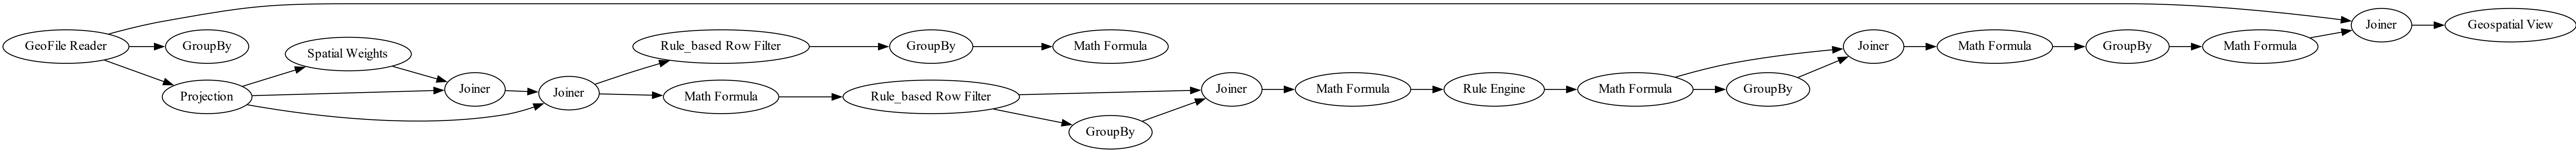 GeoFile Reader
GroupBy
Projection
Spatial Weights
Joiner
Joiner
Rule_based Row Filter
GroupBy
Math Formula
Math Formula
Rule_based Row Filter
GroupBy
Joiner
Math Formula
Rule Engine
Math Formula
GroupBy
Joiner
Math Formula
GroupBy
Math Formula
Joiner
Geospatial View